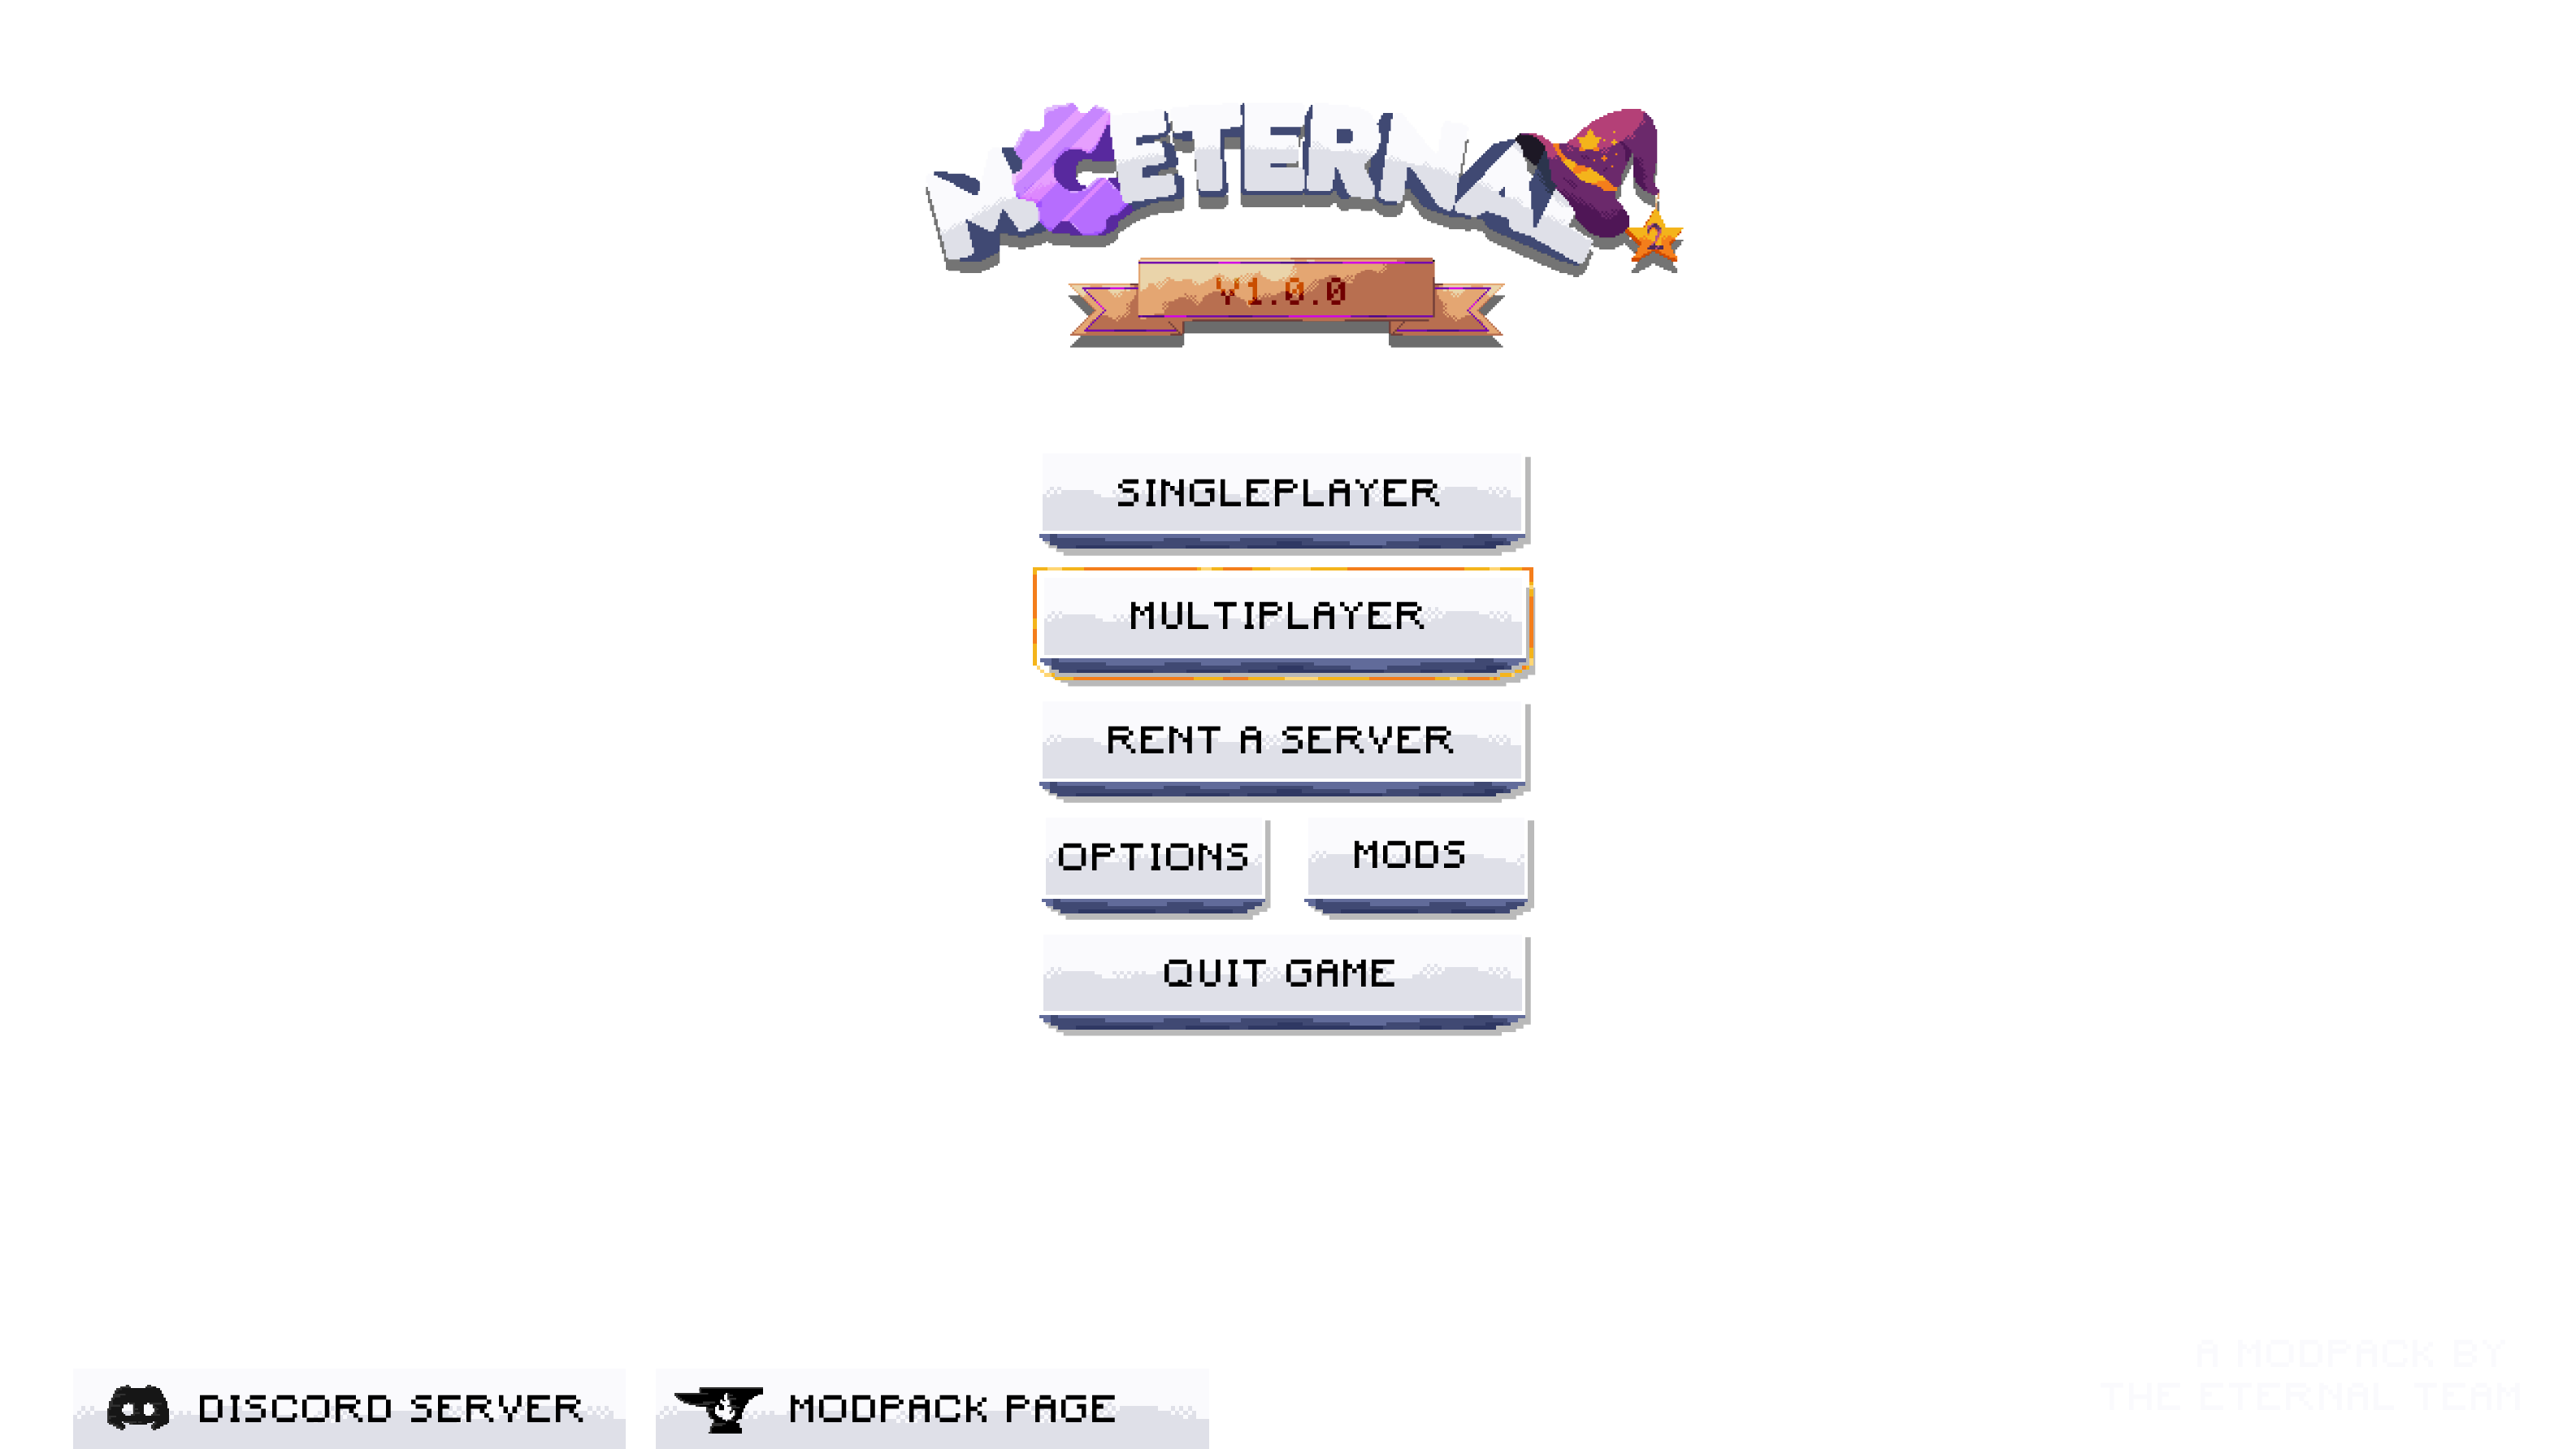 MCETERNAL
2
V1.0.0
SINGLEPLAYER
MULTIPLAYER
RENT A SERVER
OPTIONS MODS
QUIT GAME
DISCORD SERVER MODPACK PAGE
A MODPACK BY
THE ETERNAL TEAM